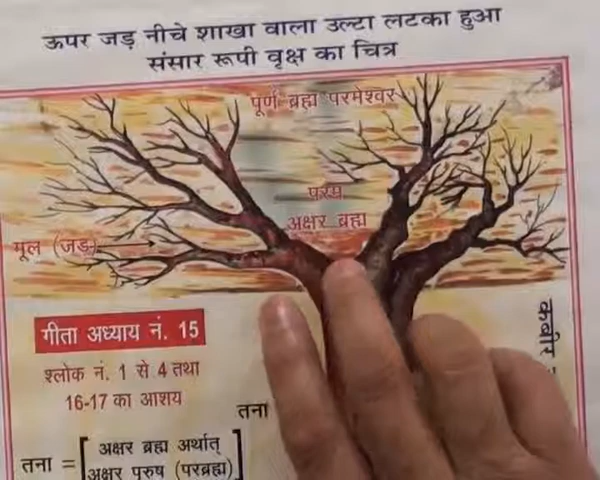 ऊपर जड़ नीचे शाखा वाला उल्टा लटका हुआ
संसार रूपी वृक्ष का चित्र
पूर्ण ब्रह्म परमेश्वर
परम
अक्षर ब्रह्म
मूल (जड़)
गीता अध्याय नं. 15
श्लोक नं. 1 से 4 तथा
16-17 का आशय
तना
तना = [अक्षर ब्रह्म अर्थात्
अक्षर पुरुष (परब्रह्म)]
कबीर